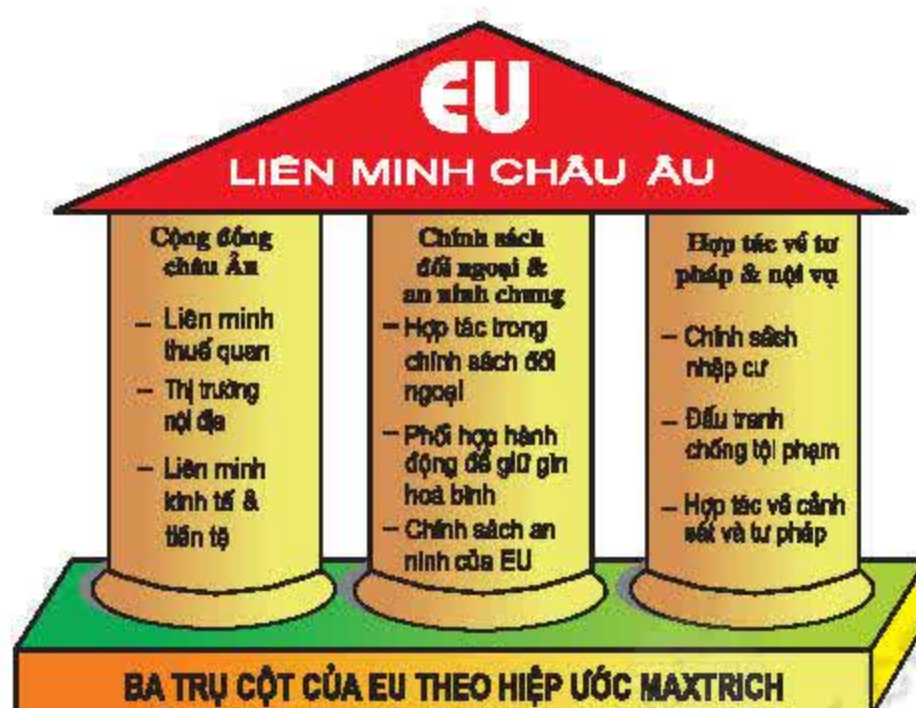 EU
LIÊN MINH CHÂU ÂU
Cộng đồng
châu Âu
– Liên minh
thuế quan
– Thị trường
nội địa
– Liên minh
kinh tế &
tiền tệ
Chính sách
đối ngoại &
an ninh chung
– Hợp tác trong
chính sách đối
ngoại
– Phối hợp hành
động để giữ gìn
hoà bình
– Chính sách an
ninh của EU
Hợp tác về tư
pháp & nội vụ
– Chính sách
nhập cư
– Đấu tranh
chống tội phạm
– Hợp tác về cảnh
sát và tư pháp
BA TRỤ CỘT CỦA EU THEO HIỆP ƯỚC MAXTRICH